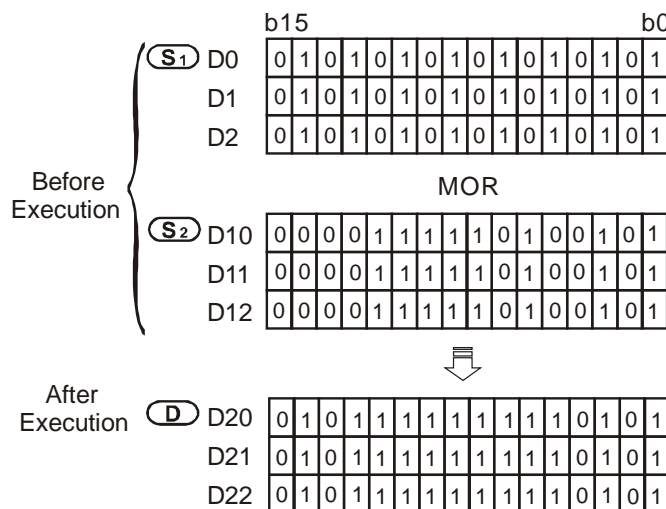 b15 b0
S1 D0 0 1 0 1 0 1 0 1 0 1 0 1 0 1 0 1
D1 0 1 0 1 0 1 0 1 0 1 0 1 0 1 0 1
D2 0 1 0 1 0 1 0 1 0 1 0 1 0 1 0 1
Before
Execution
MOR
S2 D10 0 0 0 0 1 1 1 1 1 0 1 0 0 1 0 1
D11 0 0 0 0 1 1 1 1 1 0 1 0 0 1 0 1
D12 0 0 0 0 1 1 1 1 1 0 1 0 0 1 0 1
After
Execution
D D20 0 1 0 1 1 1 1 1 1 1 1 1 0 1 0 1
D21 0 1 0 1 1 1 1 1 1 1 1 1 0 1 0 1
D22 0 1 0 1 1 1 1 1 1 1 1 1 0 1 0 1